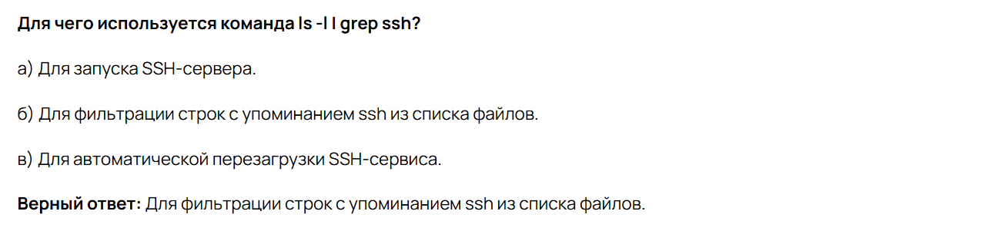 Для чего используется команда ls -l | grep ssh?
а) Для запуска SSH-сервера.
б) Для фильтрации строк с упоминанием ssh из списка файлов.
в) Для автоматической перезагрузки SSH-сервиса.
Верный ответ: Для фильтрации строк с упоминанием ssh из списка файлов.